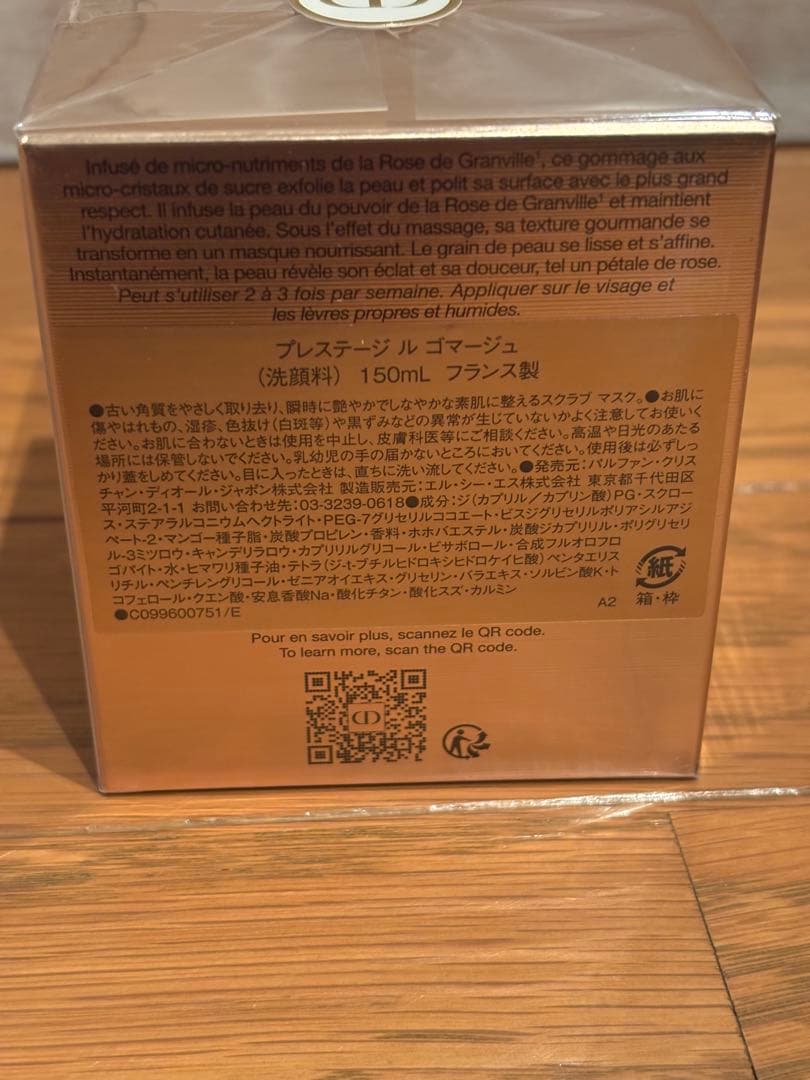 Infusé de micro-nutriments de la Rose de Granville¹, ce gommage aux
micro-cristaux de sucre exfolie la peau et polit sa surface avec le plus grand
respect. Il infuse la peau du pouvoir de la Rose de Granville¹ et maintient
l'hydratation cutanée. Sous l'effet du massage, sa texture gourmande se
transforme en un masque nourrissant. Le grain de peau se lisse et s'affine.
Instantanément, la peau révèle son éclat et sa douceur, tel un pétale de rose.
Peut s'utiliser 2 à 3 fois par semaine. Appliquer sur le visage et
les lèvres propres et humides.
プレステージ ル ゴマージュ
（洗顔料） 150mL フランス製
●古い角質をやさしく取り去り、瞬時に艶やかでしなやかな素肌に整えるスクラブ マスク。●お肌に
傷やはれもの、湿疹、色抜け（白斑等）や黒ずみなどの異常が生じていないかよく注意してお使いく
ださい。お肌に合わないときは使用を中止し、皮膚科医等にご相談ください。高温や日光のあたる
場所には保管しないでください。乳幼児の手の届かないところにおいてください。使用後は必ずしっ
かり蓋をしめてください。目に入ったときは、直ちに洗い流してください。●発売元：パルファン・クリス
チャン・ディオール・ジャポン株式会社 製造販売元：エル・シー・エス株式会社 東京都千代田区
平河町2-1-1 お問い合わせ先：03-3239-0618●成分：ジ（カプリル／カプリン酸）PG・スクロー
ス・ステアラルコニウムヘクトライト・PEG-7グリセリルココエート・ビスジグリセリルポリアシルアジ
ペート-2・マンゴー種子脂・炭酸プロピレン・香料・ホホバエステル・炭酸ジカプリリル・ポリグリセリ
ル-3ミツロウ・キャンデリラロウ・カプリリルグリコール・ビサボロール・合成フルオロフロ
ゴパイト・水・ヒマワリ種子油・テトラ（ジ-t-ブチルヒドロキシヒドロケイヒ酸）ペンタエリス
リチル・ペンチレングリコール・ゼニアオイエキス・グリセリン・バラエキス・ソルビン酸K・ト
コフェロール・クエン酸・安息香酸Na・酸化チタン・酸化スズ・カルミン
●C099600751/E
A2
紙
箱・枠
Pour en savoir plus, scannez le QR code.
To learn more, scan the QR code.
CD